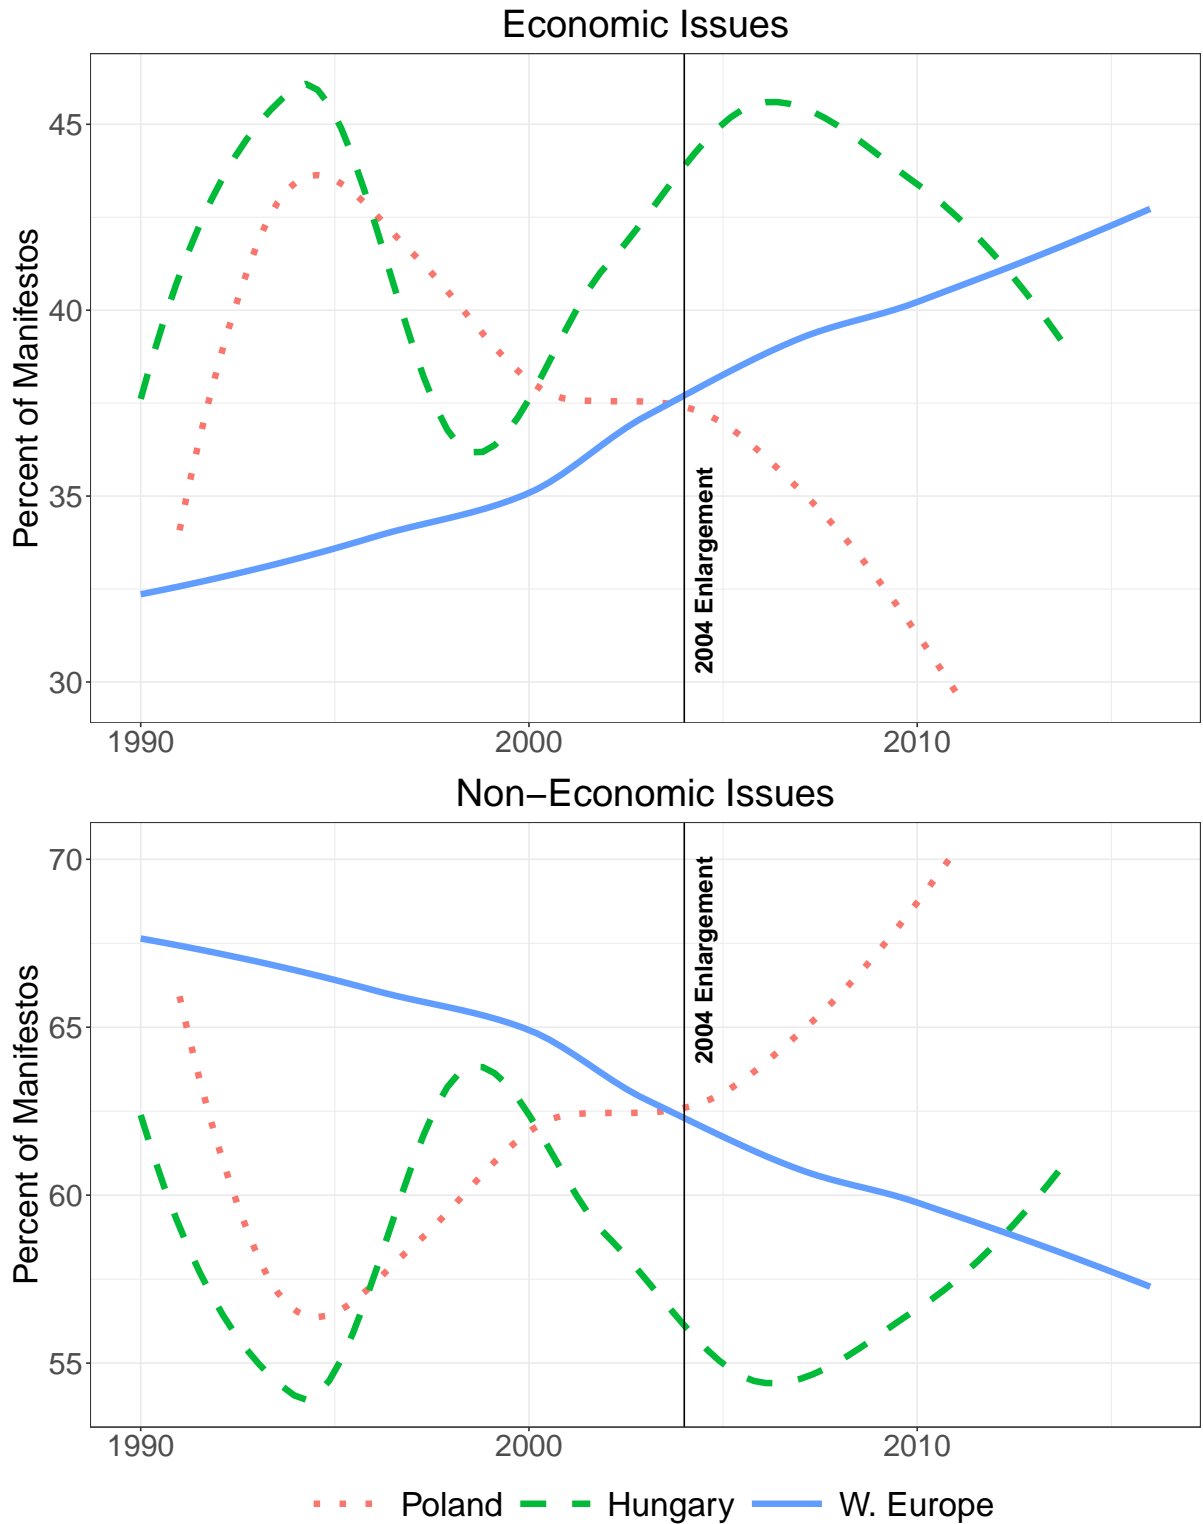 Economic Issues
Percent of Manifestos
45
40
35
30
2004 Enlargement
1990 2000 2010
Non−Economic Issues
Percent of Manifestos
70
65
60
55
2004 Enlargement
1990 2000 2010
Poland Hungary W. Europe